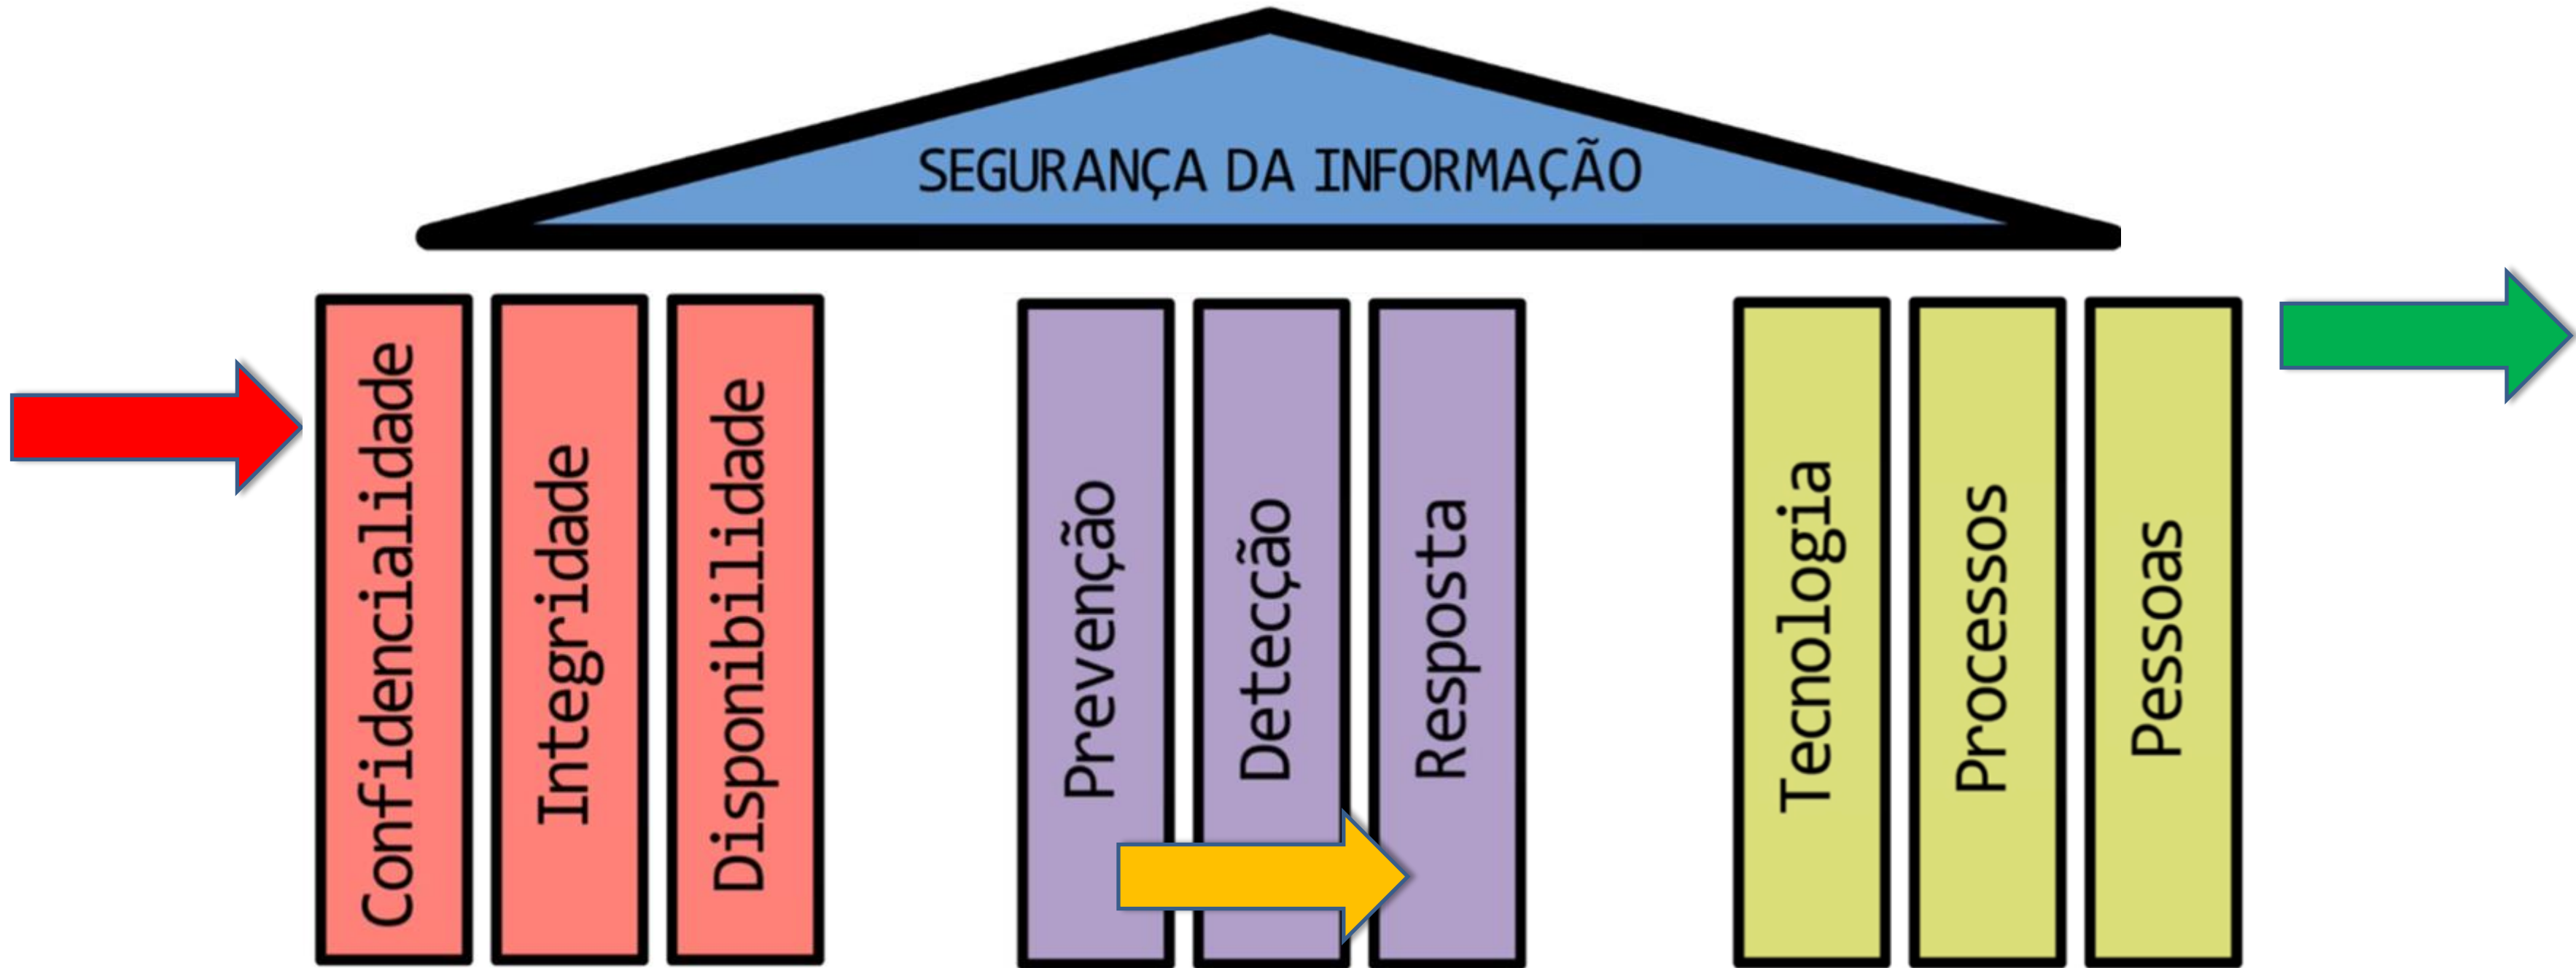 SEGURANÇA DA INFORMAÇÃO
Confidencialidade
Integridade
Disponibilidade
Prevenção
Detecção
Resposta
Tecnologia
Processos
Pessoas